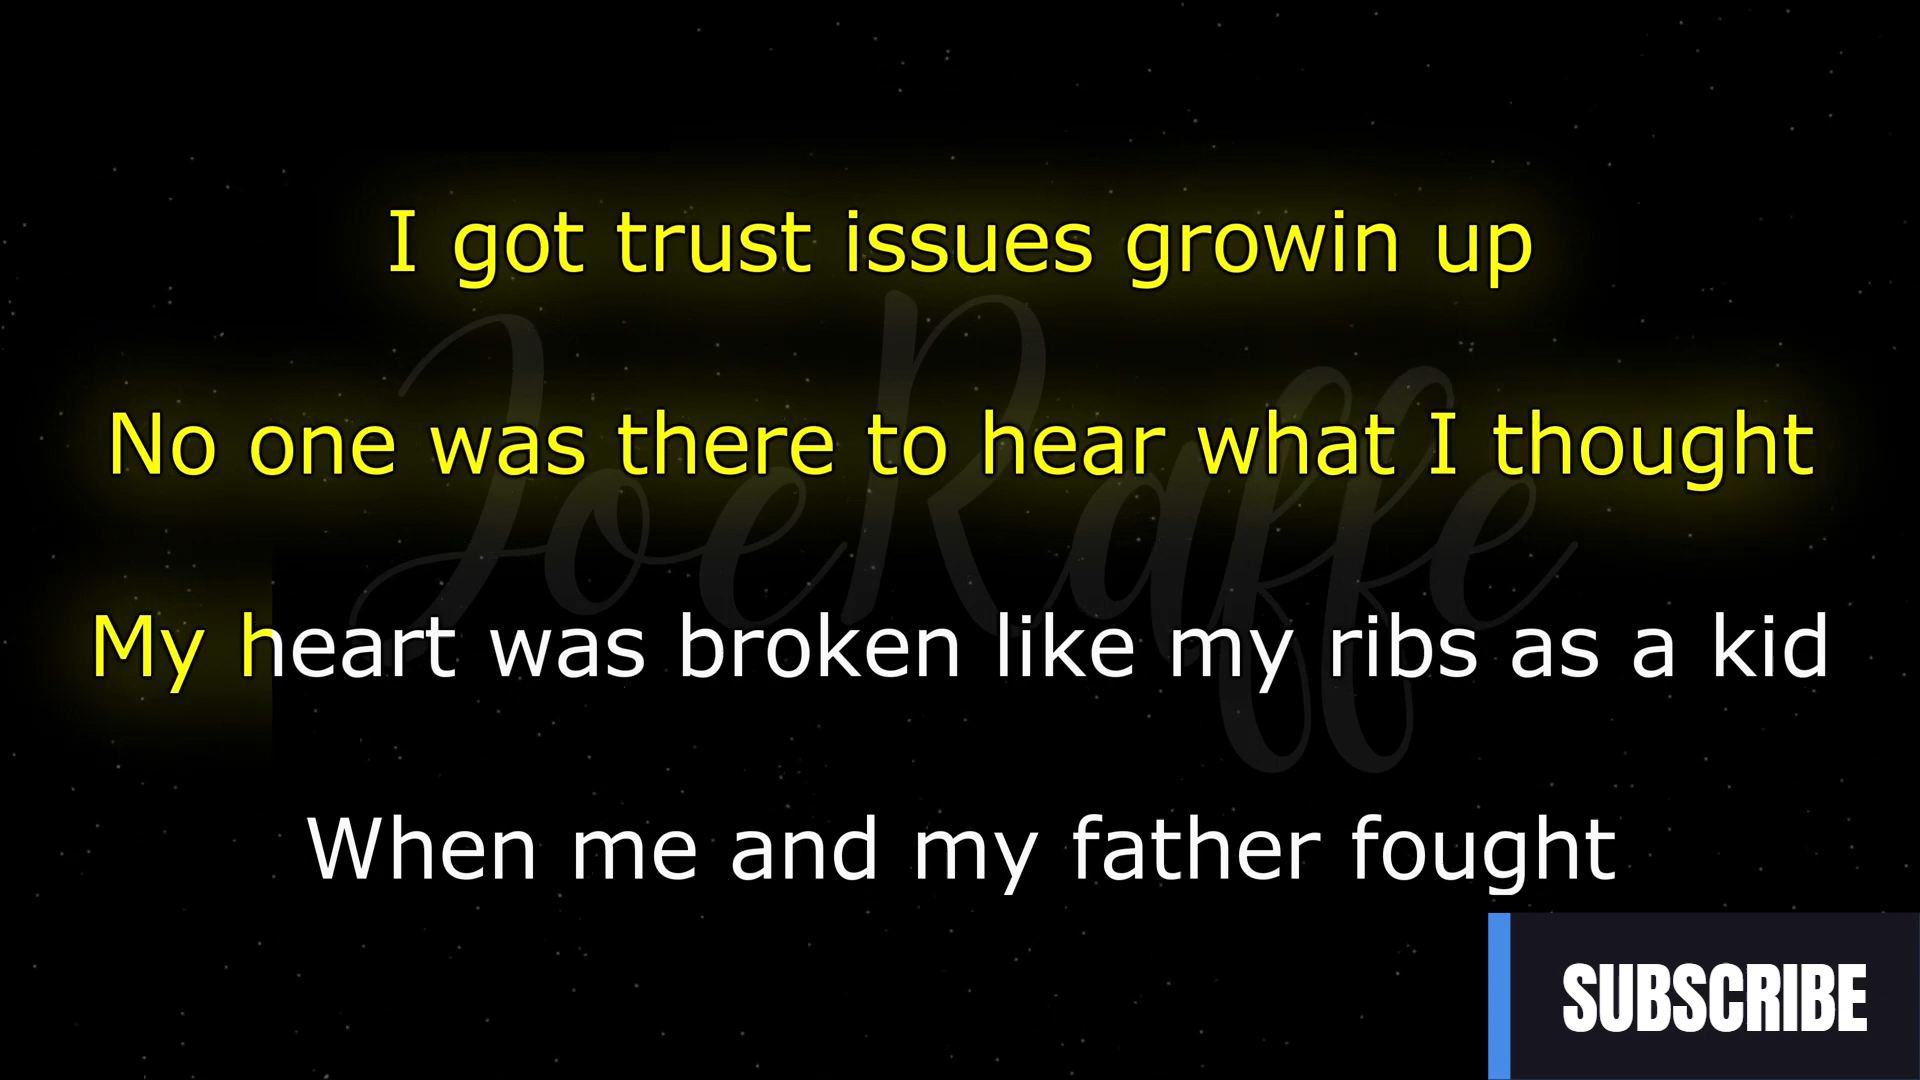 I got trust issues growin up
No one was there to hear what I thought
My heart was broken like my ribs as a kid
When me and my father fought
JoeRaffe
SUBSCRIBE